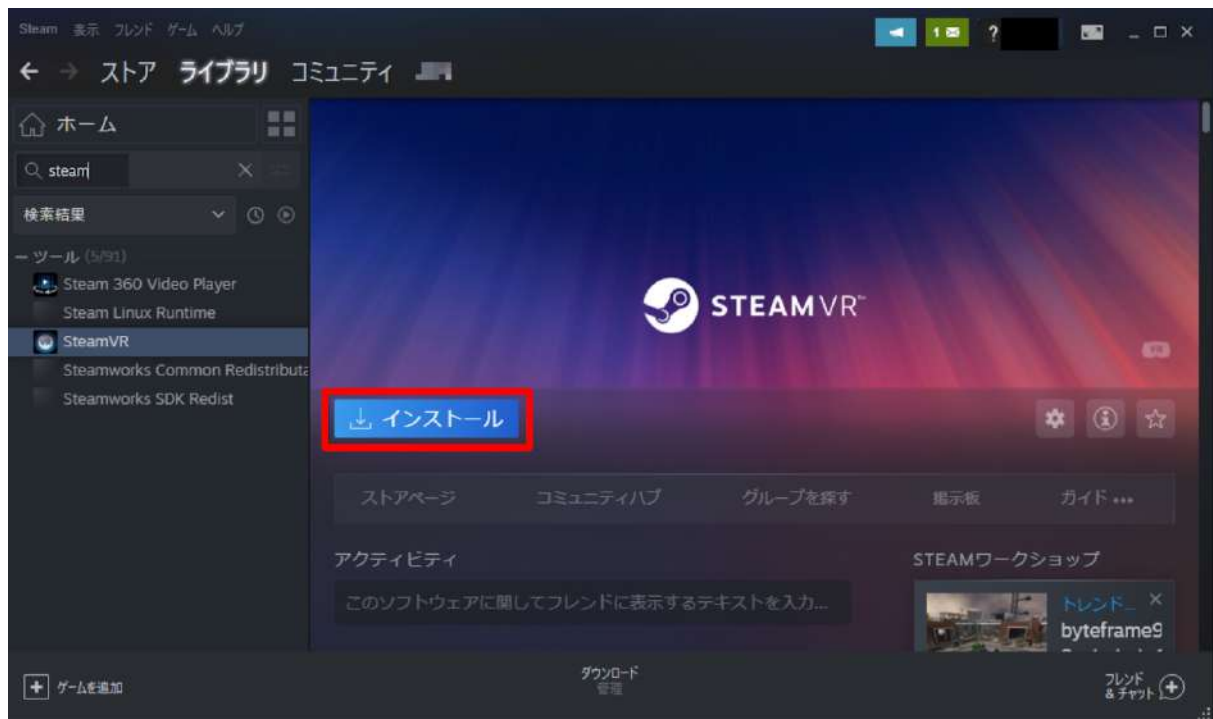 Steam 表示 フレンド ゲーム ヘルプ
1
?
ストア ライブラリ コミュニティ
ホーム
steam
検索結果
ツール (5/91)
Steam 360 Video Player
Steam Linux Runtime
SteamVR
Steamworks Common Redistributa
Steamworks SDK Redist
STEAMVR™
VR
インストール
ストアページ コミュニティハブ グループを探す 掲示板 ガイド •••
アクティビティ
STEAMワークショップ
このソフトウェアに関してフレンドに表示するテキストを入力...
トレンド_
byteframe9
ゲームを追加
ダウンロード
管理
フレンド
& チャット